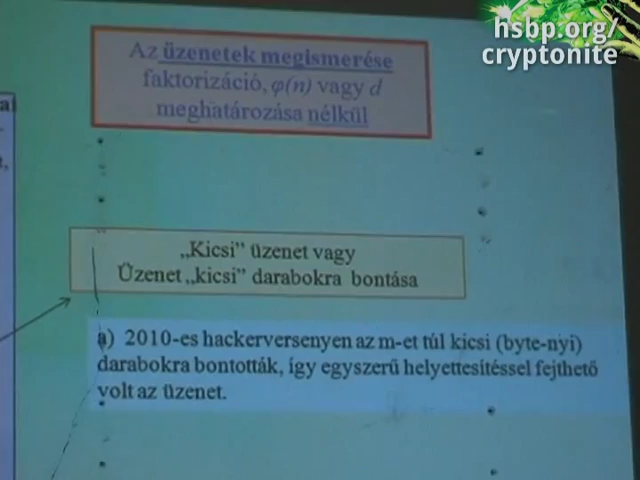 hsbp.org/
cryptonite
Az üzenetek megismerése
faktorizáció, φ(n) vagy d
meghatározása nélkül
„Kicsi” üzenet vagy
Üzenet „kicsi” darabokra bontása
a) 2010-es hackerversenyen az m-et túl kicsi (byte-nyi)
darabokra bontották, így egyszerű helyettesítéssel fejthető
volt az üzenet.